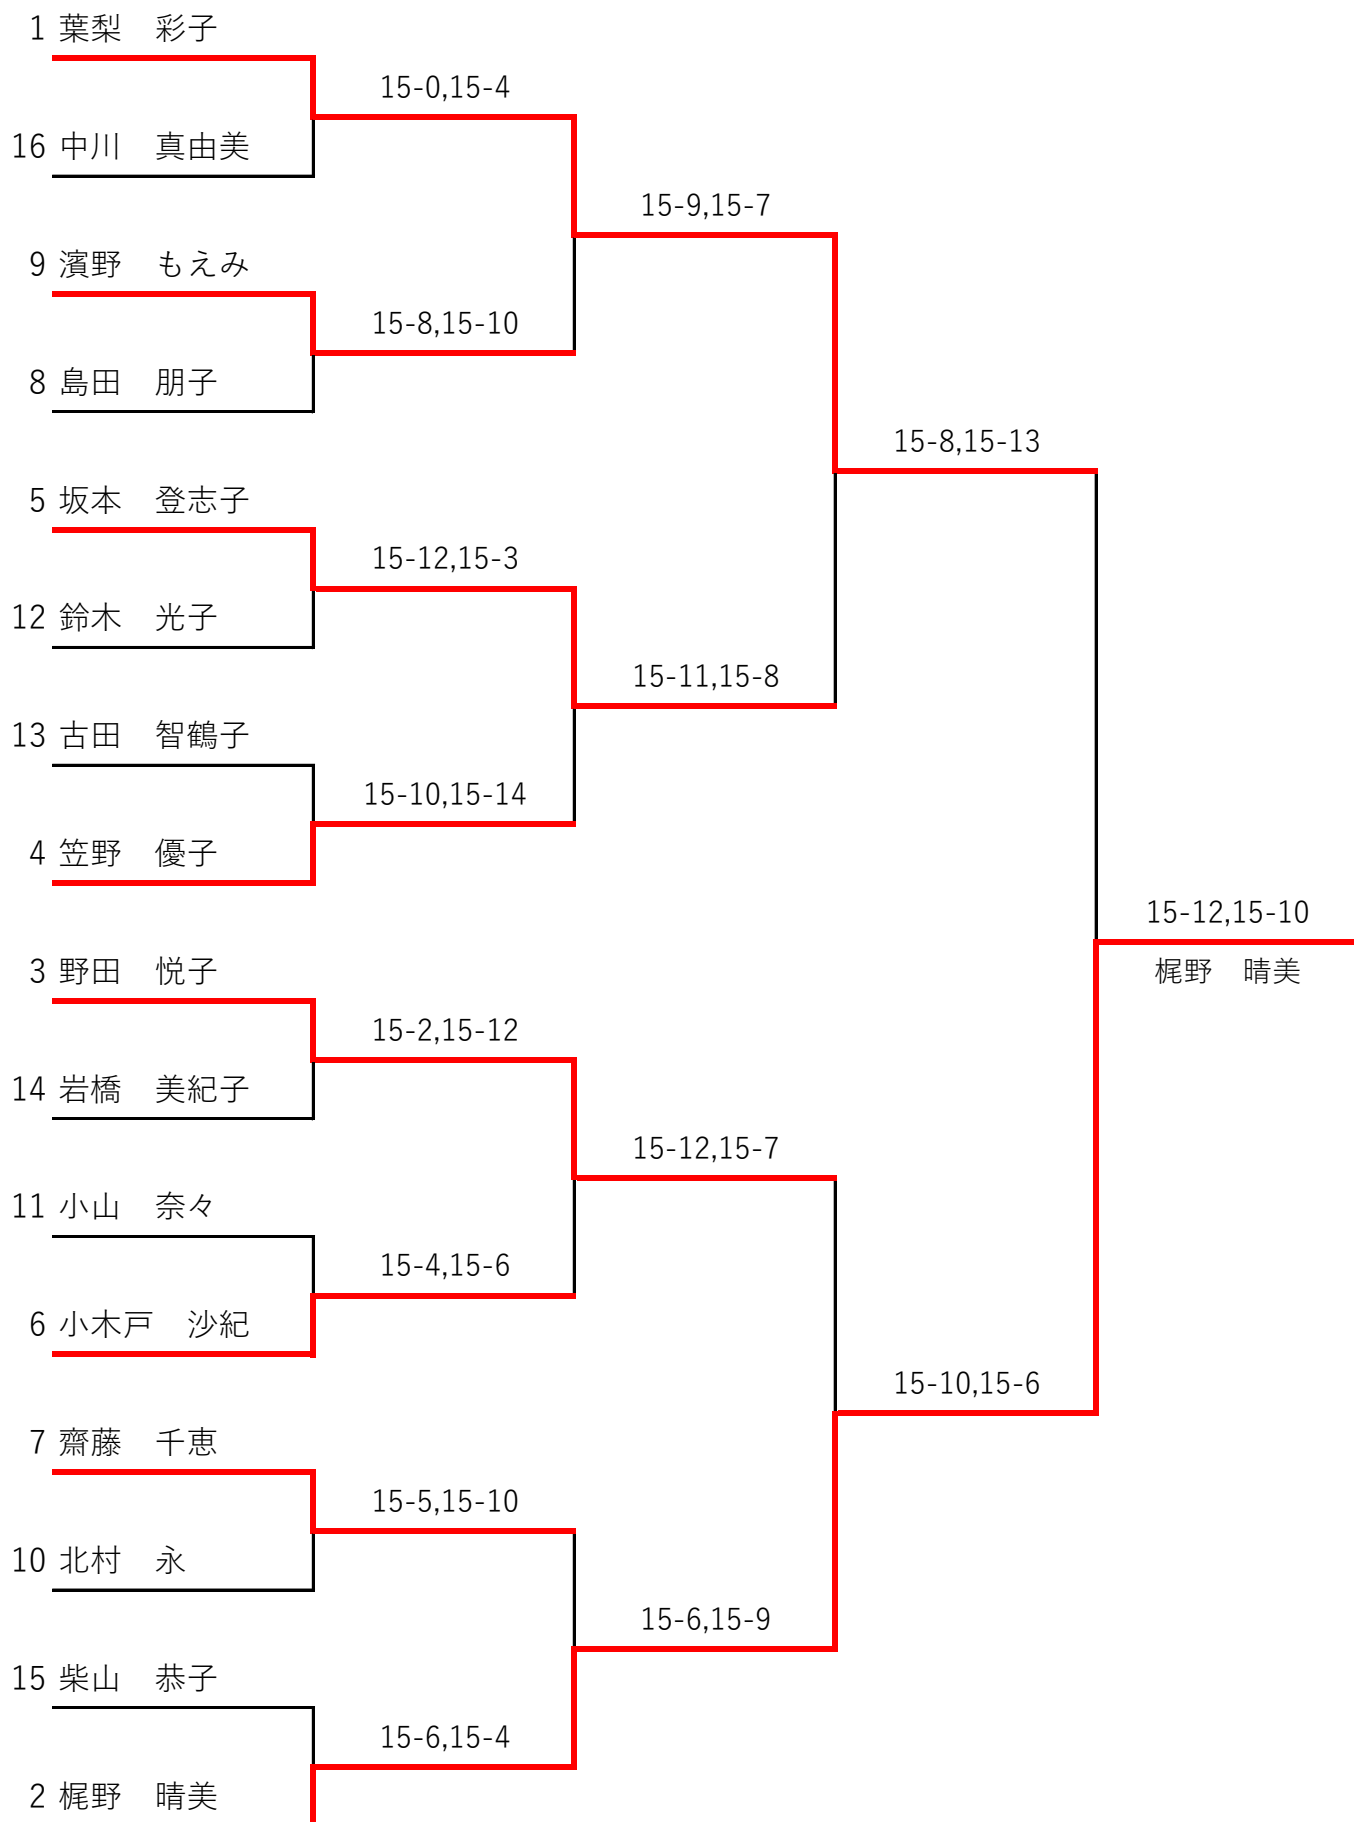 1 葉梨　彩子
15-0,15-4
16 中川　真由美
15-9,15-7
9 濱野　もえみ
15-8,15-10
8 島田　朋子
15-8,15-13
5 坂本　登志子
15-12,15-3
12 鈴木　光子
15-11,15-8
13 古田　智鶴子
15-10,15-14
4 笠野　優子
15-12,15-10
3 野田　悦子
梶野　晴美
15-2,15-12
14 岩橋　美紀子
15-12,15-7
11 小山　奈々
15-4,15-6
6 小木戸　沙紀
15-10,15-6
7 齋藤　千恵
15-5,15-10
10 北村　永
15-6,15-9
15 柴山　恭子
15-6,15-4
2 梶野　晴美